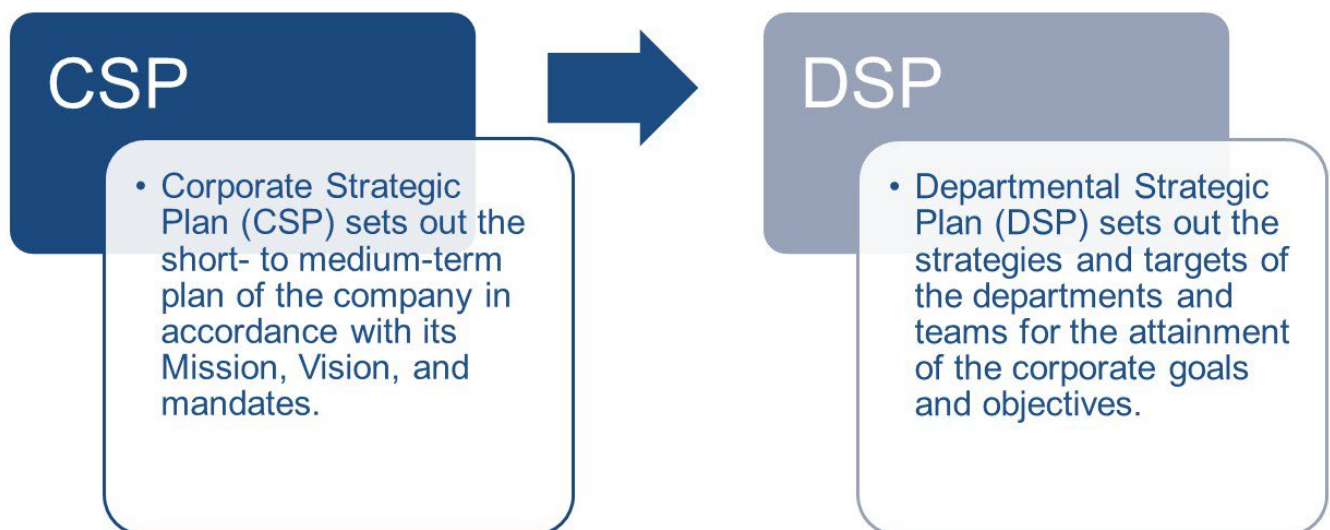 CSP
• Corporate Strategic
Plan (CSP) sets out the
short- to medium-term
plan of the company in
accordance with its
Mission, Vision, and
mandates.
DSP
• Departmental Strategic
Plan (DSP) sets out the
strategies and targets of
the departments and
teams for the attainment
of the corporate goals
and objectives.